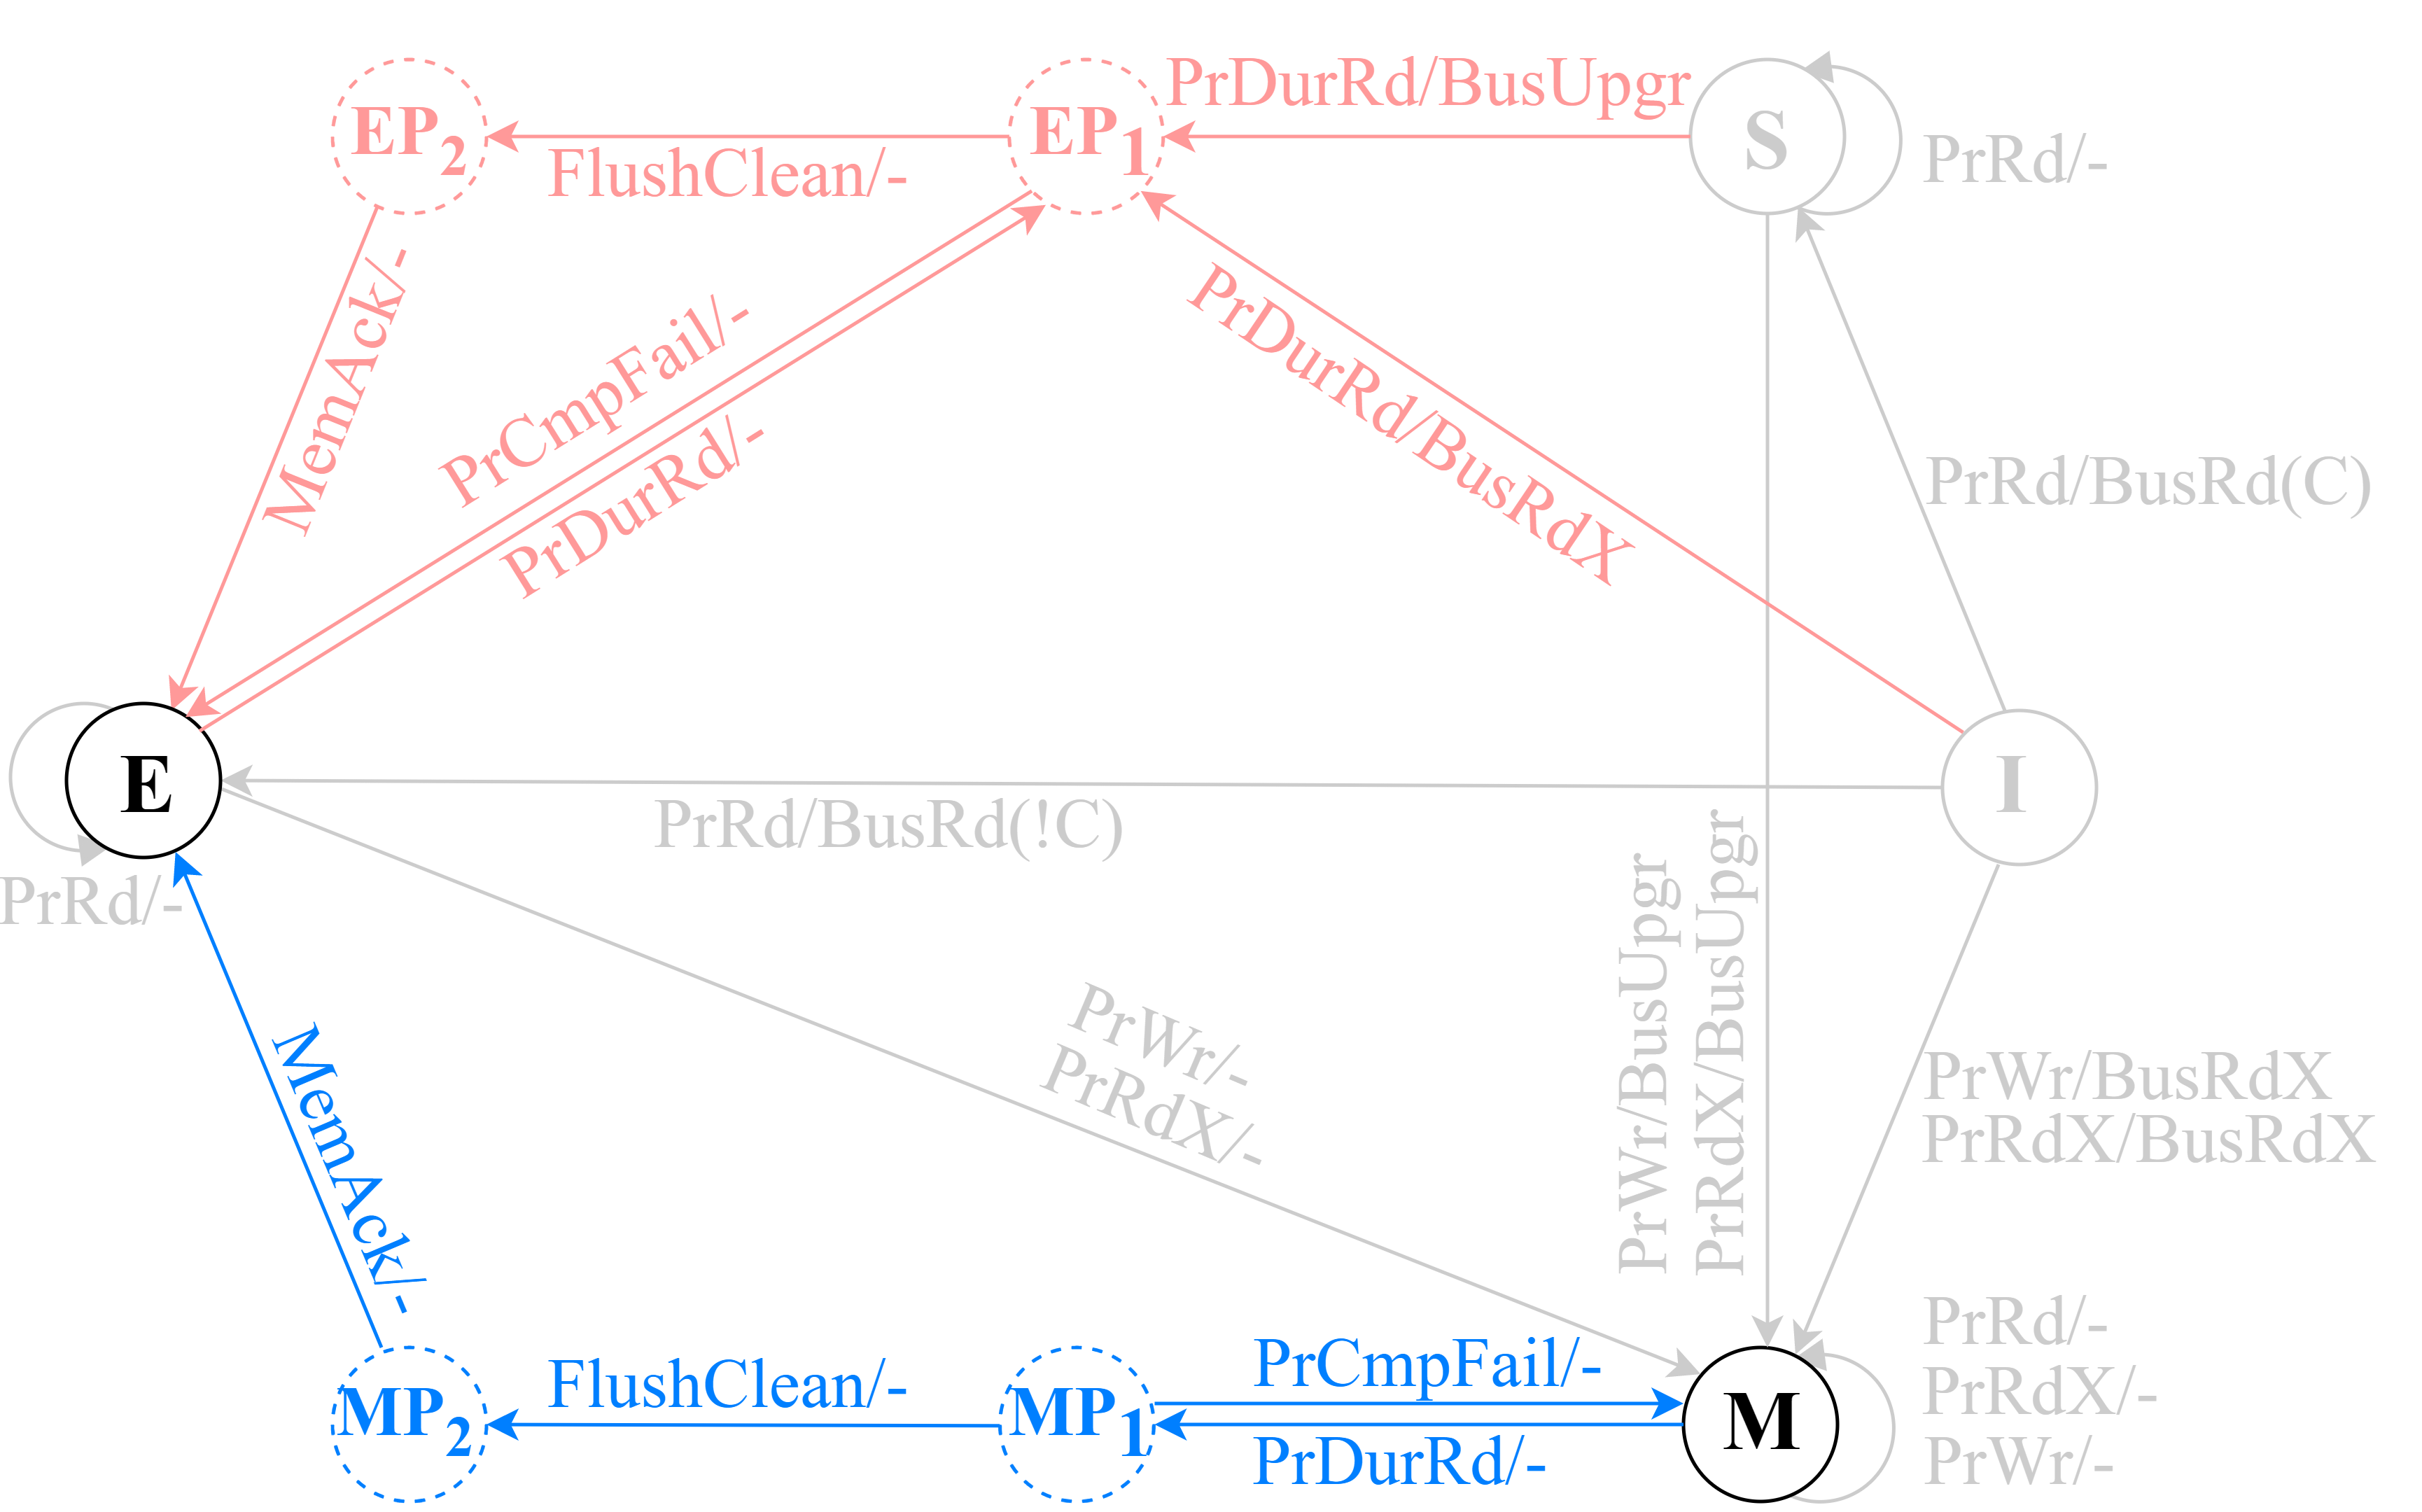 PrDurRd/BusUpgr
EP2
EP1
S
FlushClean/-
PrRd/-
MemAck/-
PrCmpFail/-
PrDurRd/-
PrDurRd/BusRdX
PrRd/BusRd(C)
E
I
PrRd/BusRd(!C)
PrRd/-
PrWr/-
PrRdX/-
PrWr/BusUpgr
PrRdX/BusUpgr
PrWr/BusRdX
PrRdX/BusRdX
MemAck/-
FlushClean/-
PrCmpFail/-
MP2
MP1
M
PrDurRd/-
PrRd/-
PrRdX/-
PrWr/-